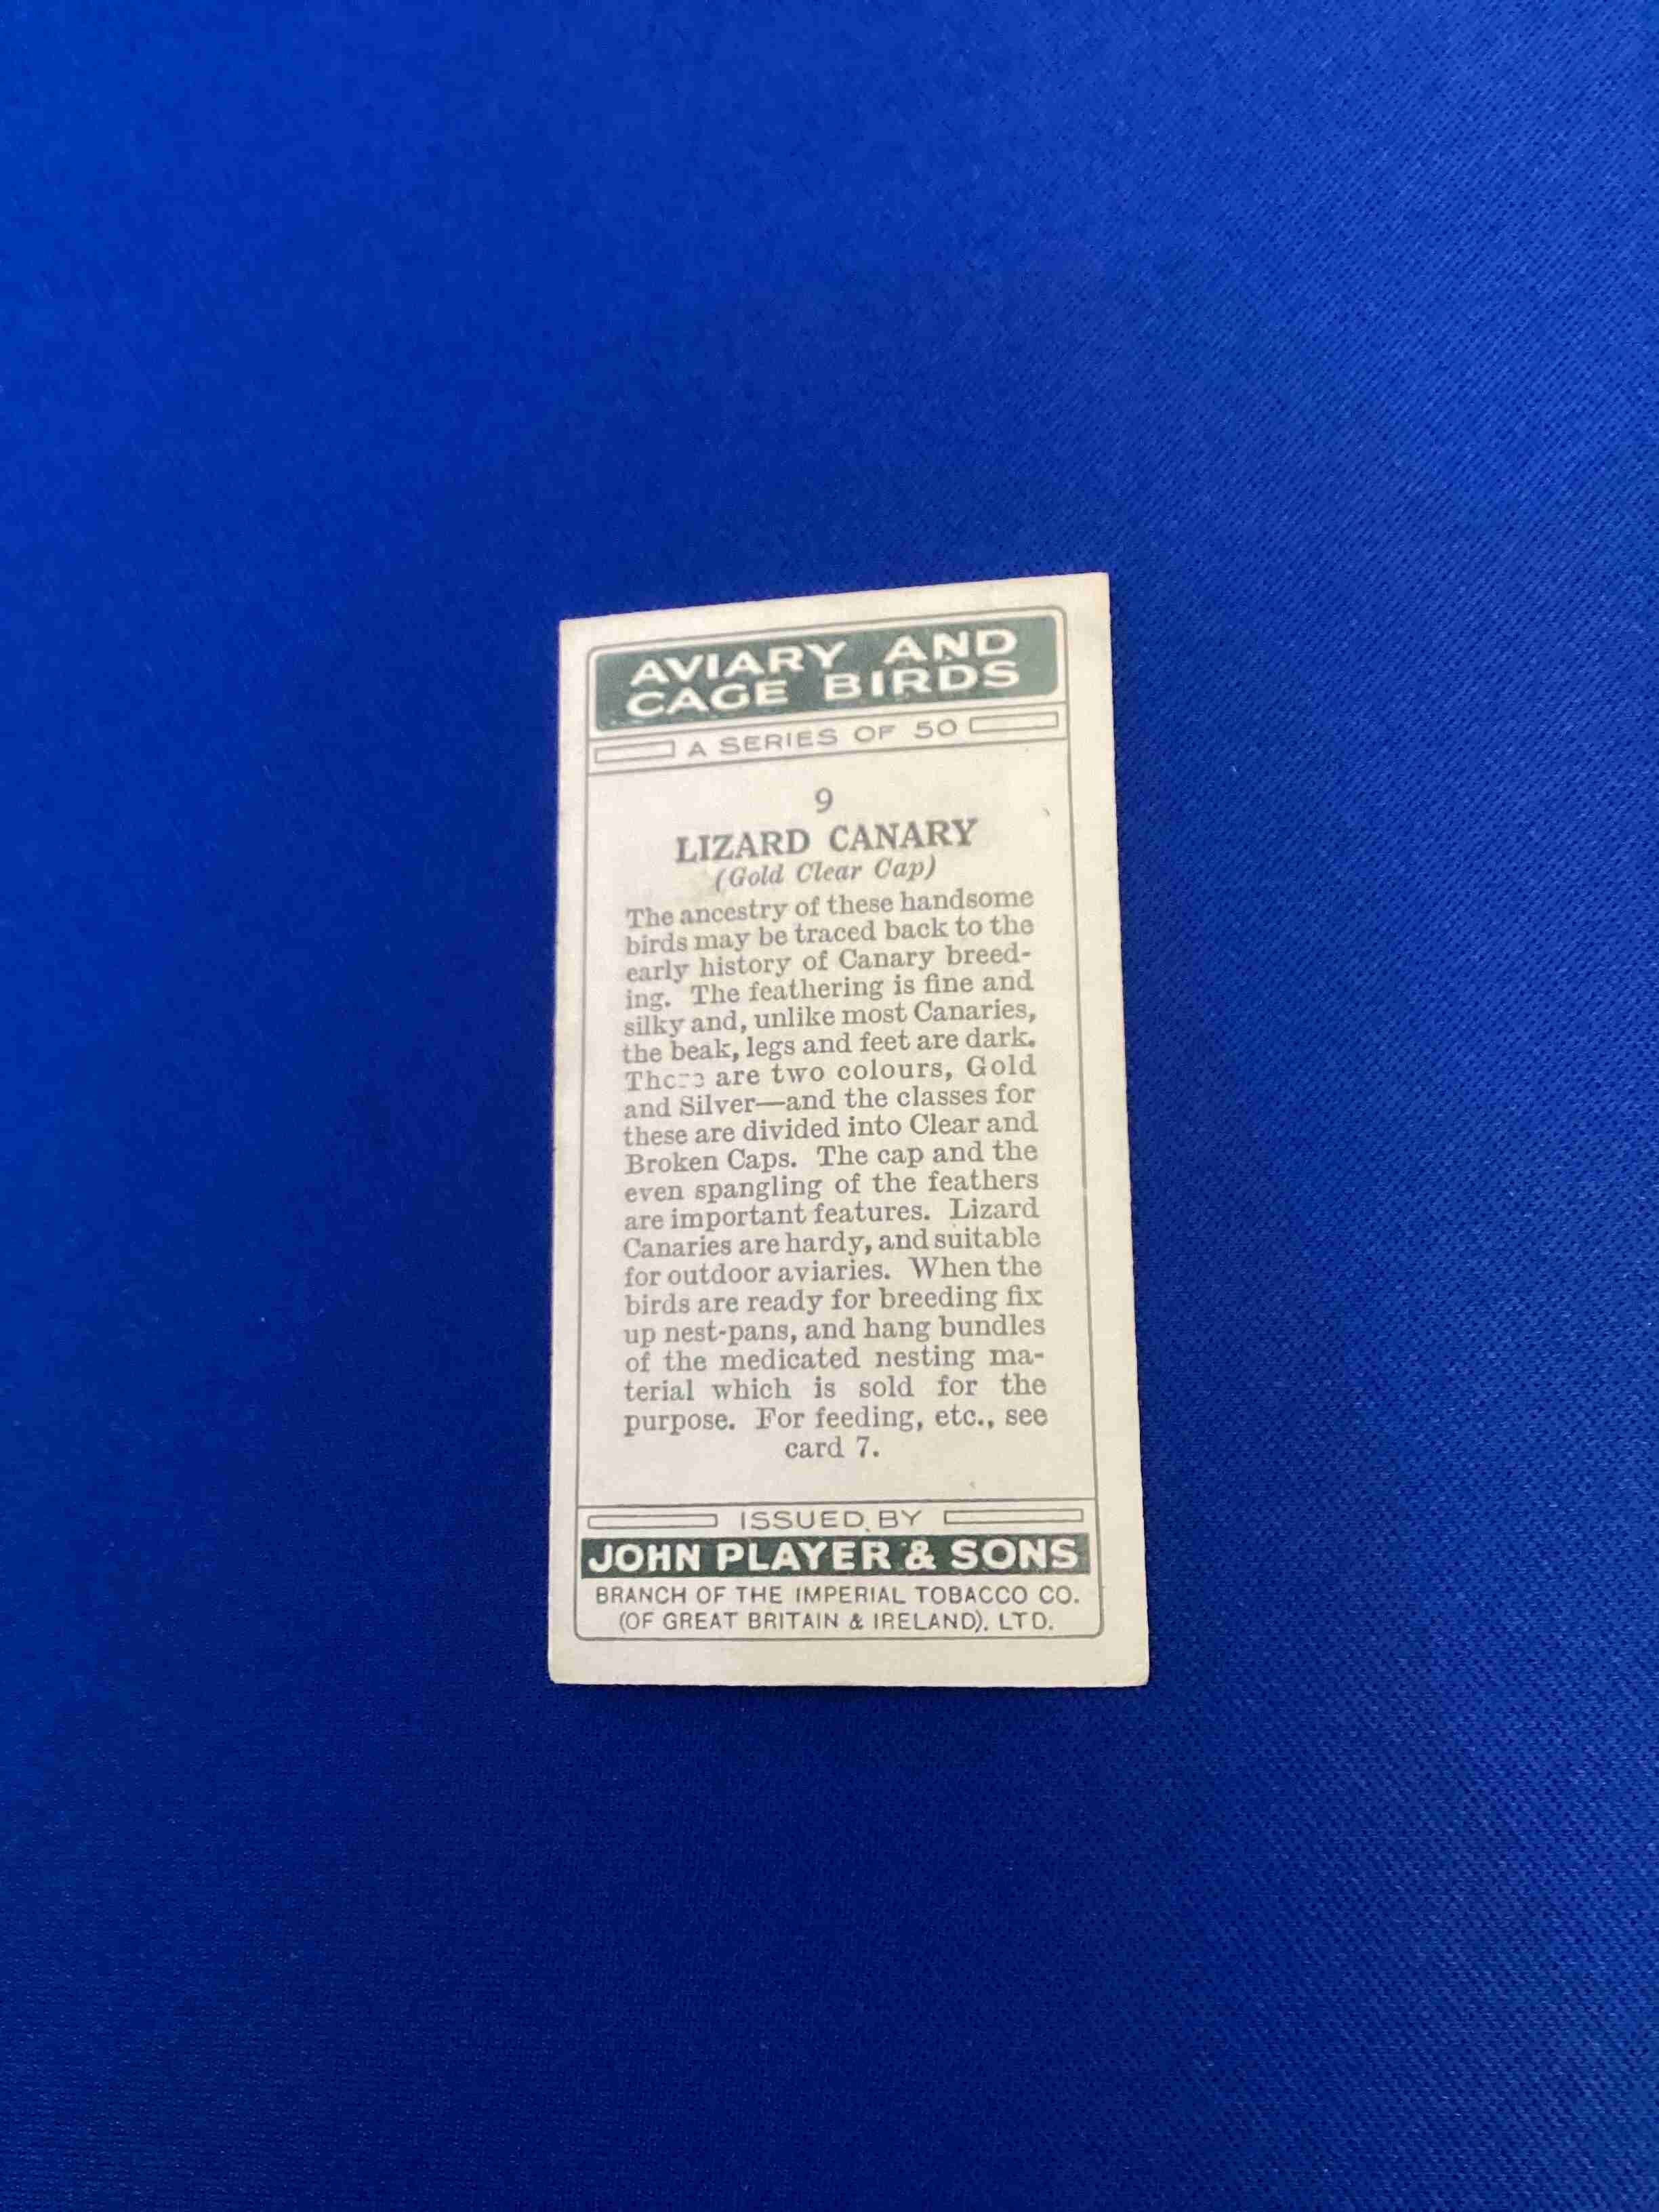 AVIARY AND
CAGE BIRDS
A SERIES OF 50
9
LIZARD CANARY
(Gold Clear Cap)
The ancestry of these handsome
birds may be traced back to the
early history of Canary breed-
ing. The feathering is fine and
silky and, unlike most Canaries,
the beak, legs and feet are dark.
There are two colours, Gold
and Silver—and the classes for
these are divided into Clear and
Broken Caps. The cap and the
even spangling of the feathers
are important features. Lizard
Canaries are hardy, and suitable
for outdoor aviaries. When the
birds are ready for breeding fix
up nest-pans, and hang bundles
of the medicated nesting ma-
terial which is sold for the
purpose. For feeding, etc., see
card 7.
ISSUED BY
JOHN PLAYER & SONS
BRANCH OF THE IMPERIAL TOBACCO CO.
(OF GREAT BRITAIN & IRELAND), LTD.